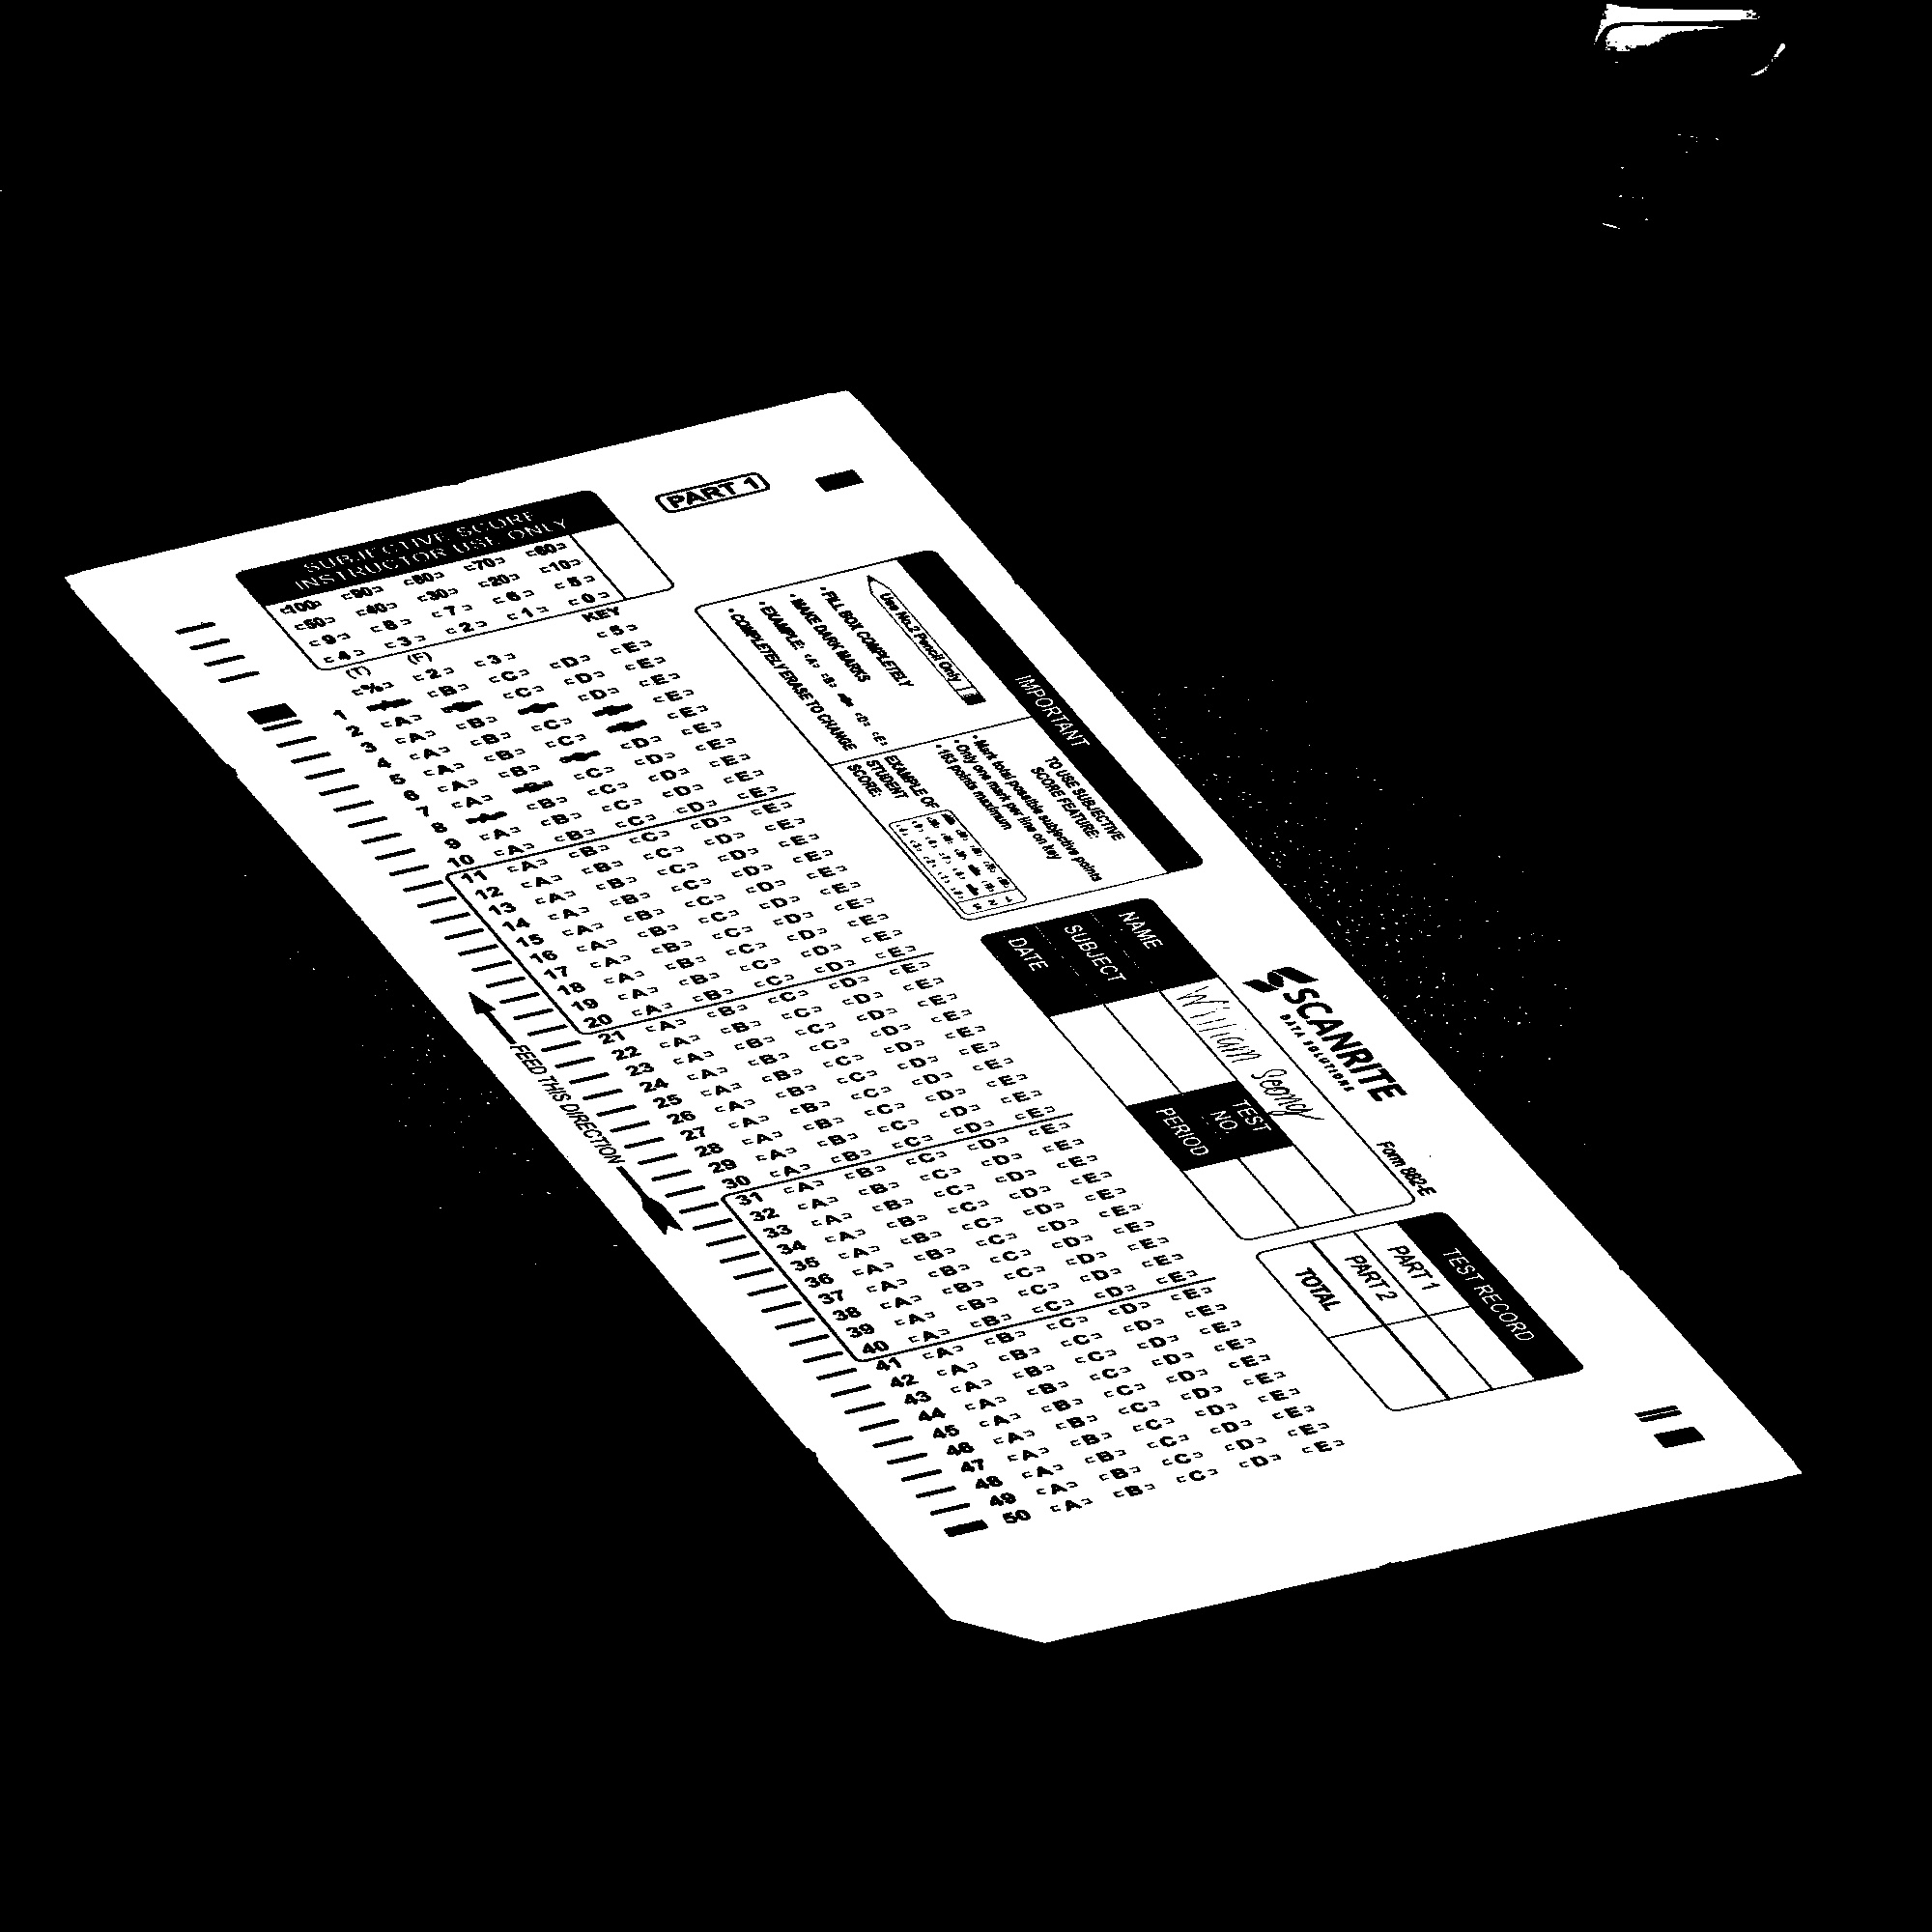 PART 1
SUBJECTIVE SCORE
INSTRUCTOR USE ONLY
100 90 80 70 60
50 40 30 20 10
9 8 7 6 5
4 3 2 1 0
(T) (F) KEY
% 2 3 5
1 B C D E
2 A E
3 A B C E
4 A B C D E
5 A B C D E
6 A B C D E
7 A B C D E
8 A B C D E
9 A B C D E
10 A B C D E
11 A B C D E
12 A B C D E
13 A B C D E
14 A B C D E
15 A B C D E
16 A B C D E
17 A B C D E
18 A B C D E
19 A B C D E
20 A B C D E
21 A B C D E
22 A B C D E
23 A B C D E
24 A B C D E
25 A B C D E
26 A B C D E
27 A B C D E
28 A B C D E
29 A B C D E
30 A B C D E
31 A B C D E
32 A B C D E
33 A B C D E
34 A B C D E
35 A B C D E
36 A B C D E
37 A B C D E
38 A B C D E
39 A B C D E
40 A B C D E
41 A B C D E
42 A B C D E
43 A B C D E
44 A B C D E
45 A B C D E
46 A B C D E
47 A B C D E
48 A B C D E
49 A B C D E
50 A B C D E
FEED THIS DIRECTION
IMPORTANT
Use No.2 Pencil Only
• FILL BOX COMPLETELY
• MAKE DARK MARKS
• EXAMPLE: A B D E
• COMPLETELY ERASE TO CHANGE
TO USE SUBJECTIVE
SCORE FEATURE:
• Mark total possible subjective points
• Only one mark per line on key
• 163 points maximum
EXAMPLE OF
STUDENT
SCORE:
SCANRITE
DATA SOLUTIONS
Form 882-E
NAME William Seong
SUBJECT
TEST
NO.
DATE
PERIOD
TEST RECORD
PART 1
PART 2
TOTAL